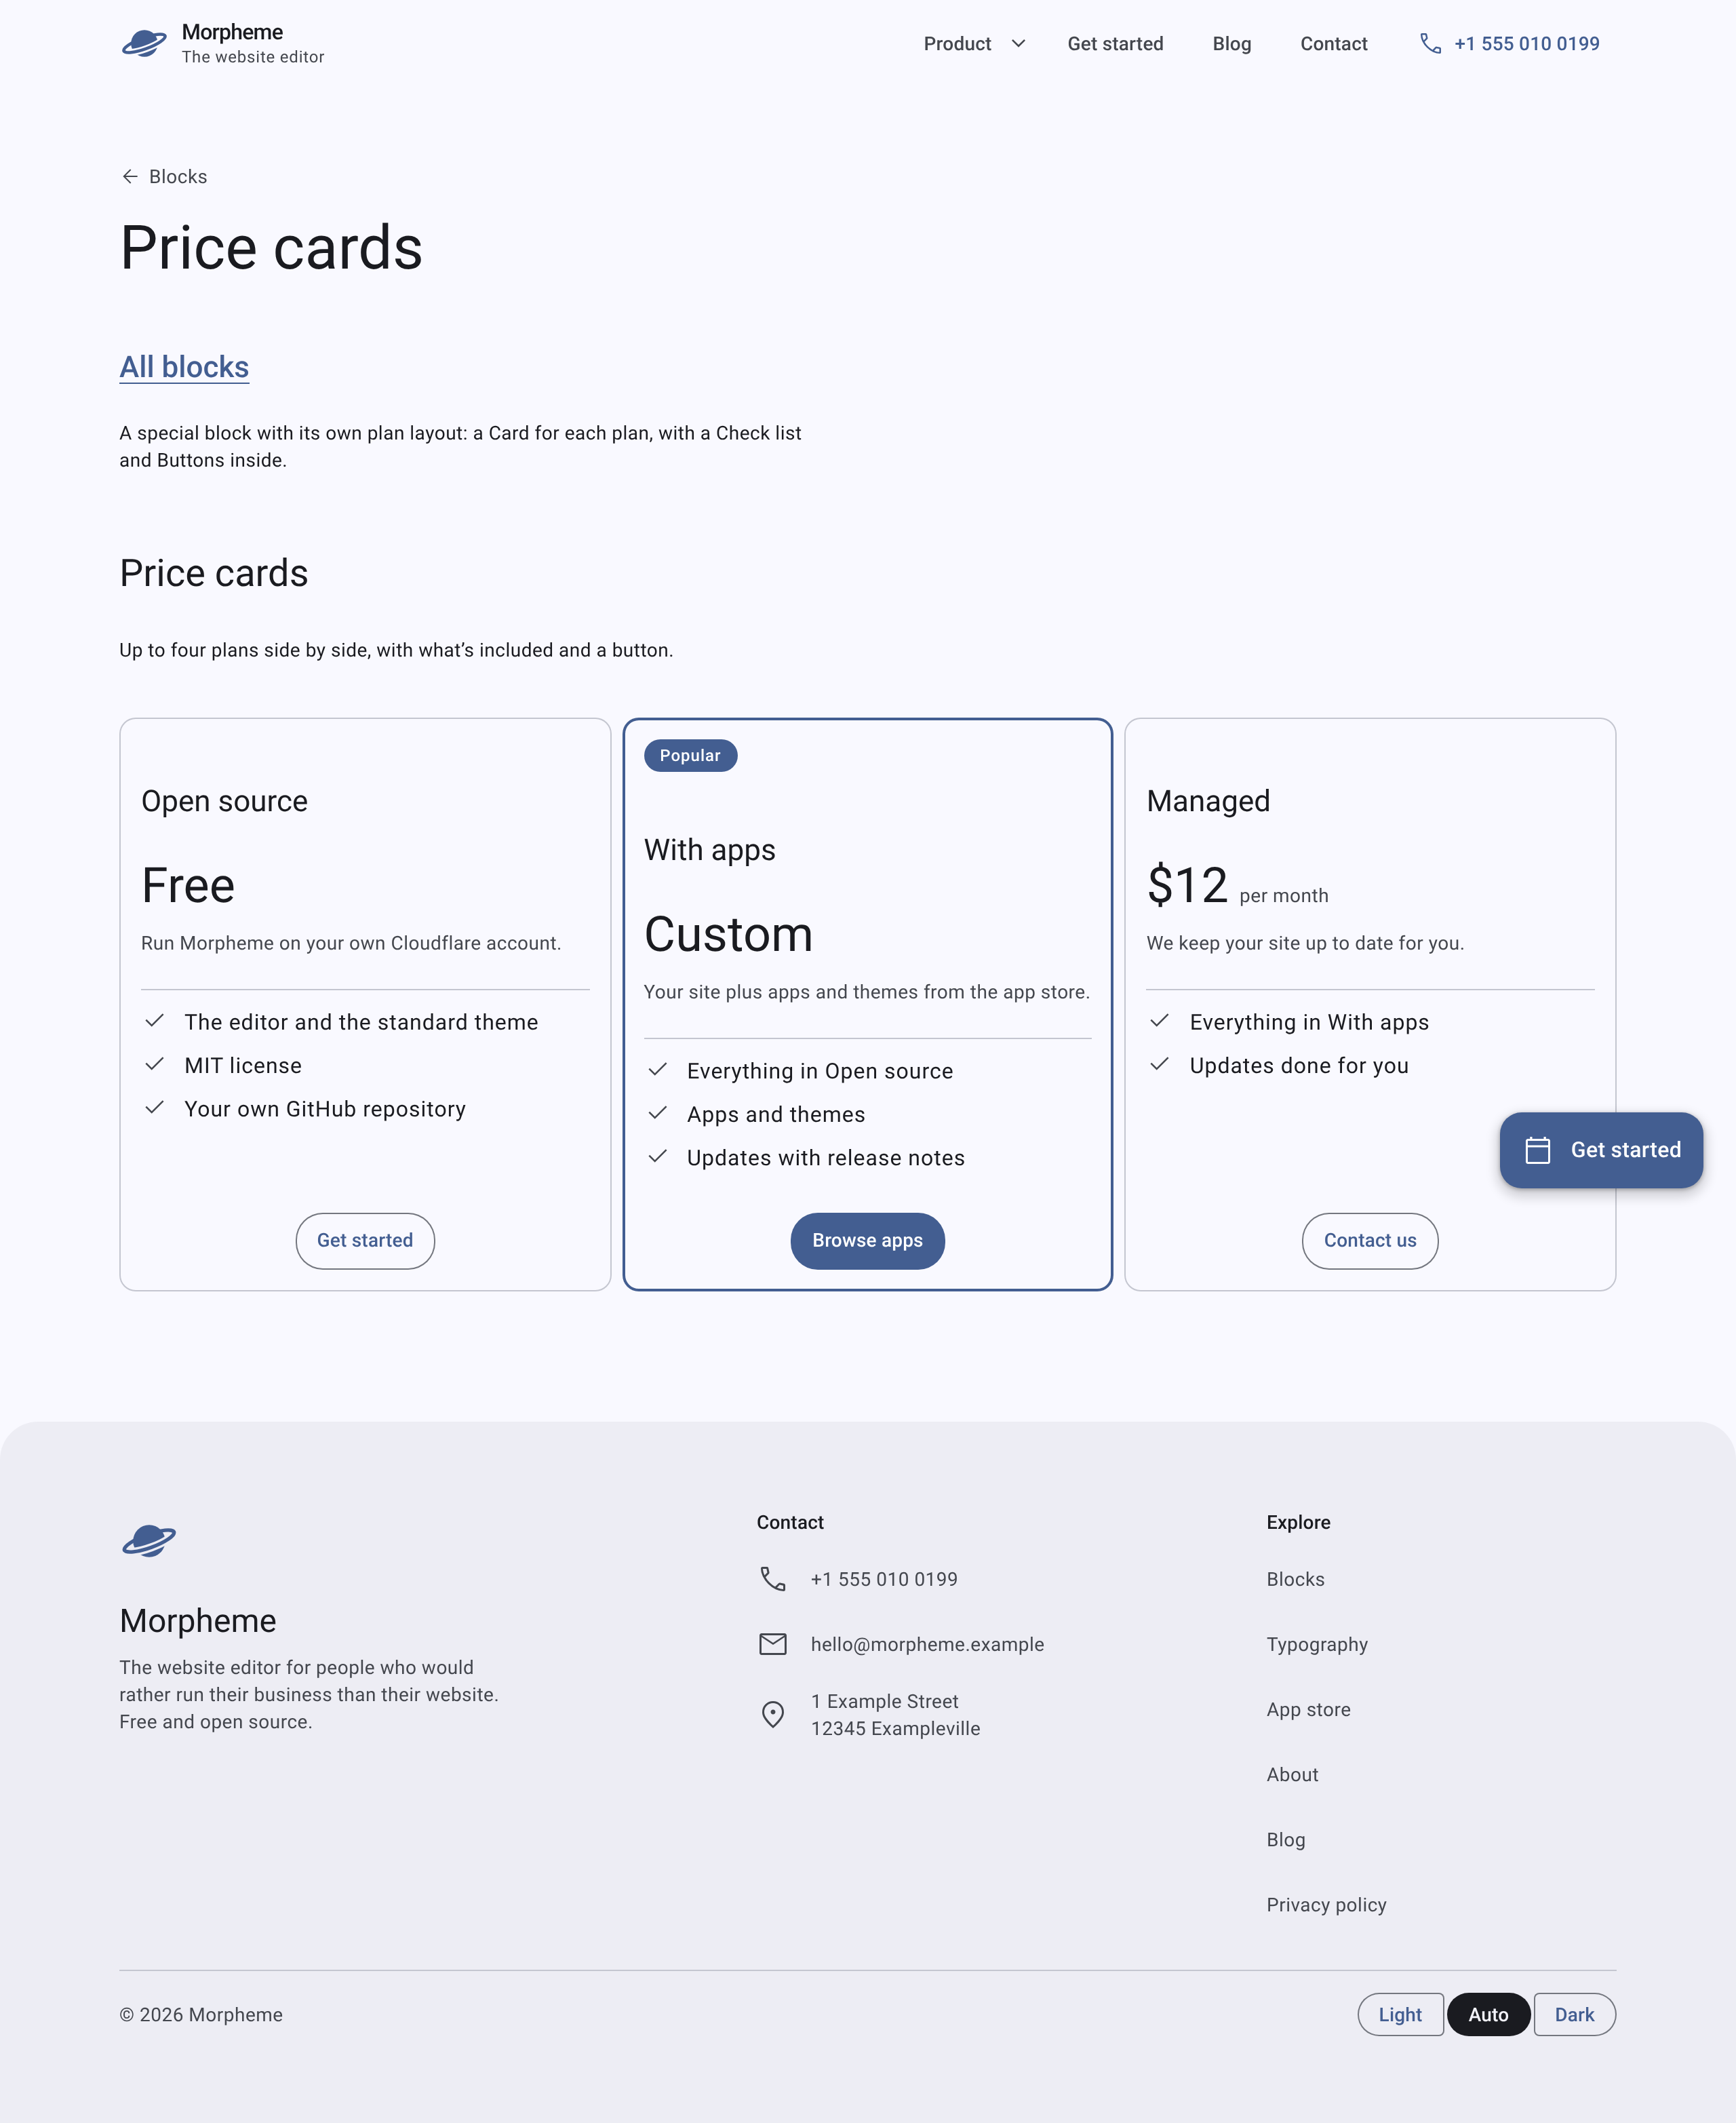 Morpheme
The website editor
Product
Get started
Blog
Contact
+1 555 010 0199
Blocks
Price cards
All blocks
A special block with its own plan layout: a Card for each plan, with a Check list
and Buttons inside.
Price cards
Up to four plans side by side, with what’s included and a button.
Open source
Free
Run Morpheme on your own Cloudflare account.
The editor and the standard theme
MIT license
Your own GitHub repository
Get started
Popular
With apps
Custom
Your site plus apps and themes from the app store.
Everything in Open source
Apps and themes
Updates with release notes
Browse apps
Managed
$12 per month
We keep your site up to date for you.
Everything in With apps
Updates done for you
Contact us
Get started
Morpheme
The website editor for people who would
rather run their business than their website.
Free and open source.
Contact
+1 555 010 0199
hello@morpheme.example
1 Example Street
12345 Exampleville
Explore
Blocks
Typography
App store
About
Blog
Privacy policy
© 2026 Morpheme
Light
Auto
Dark